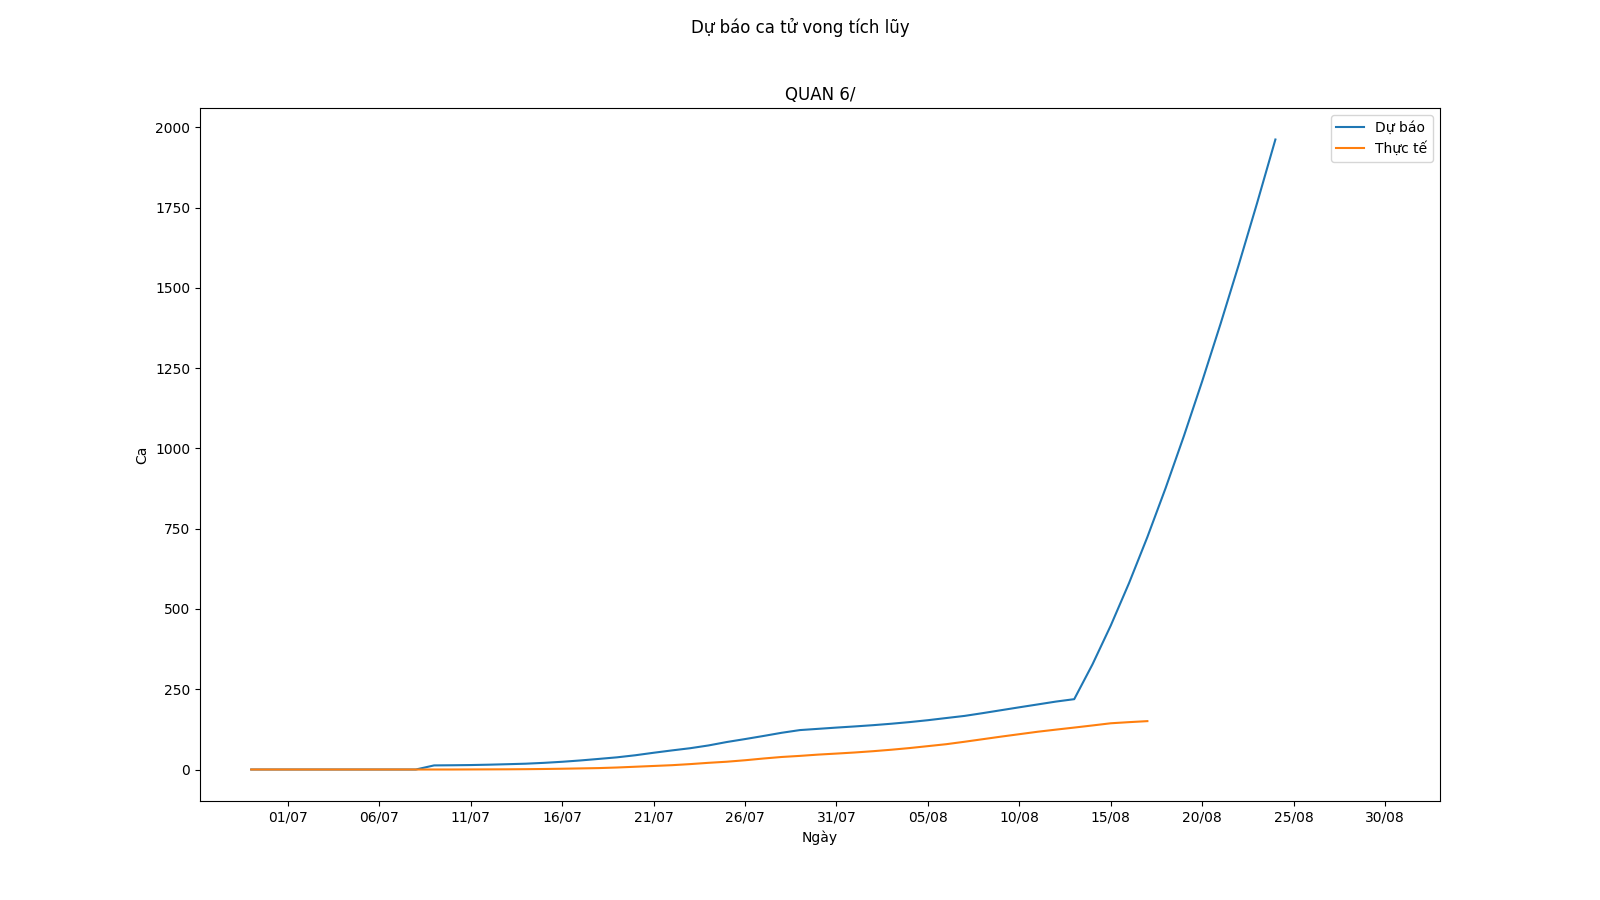 Dự báo ca tử vong tích lũy
QUAN 6/
Dự báo
Thực tế
2000
1750
1500
1250
1000
750
500
250
0
Ca
01/07 06/07 11/07 16/07 21/07 26/07 31/07 05/08 10/08 15/08 20/08 25/08 30/08
Ngày